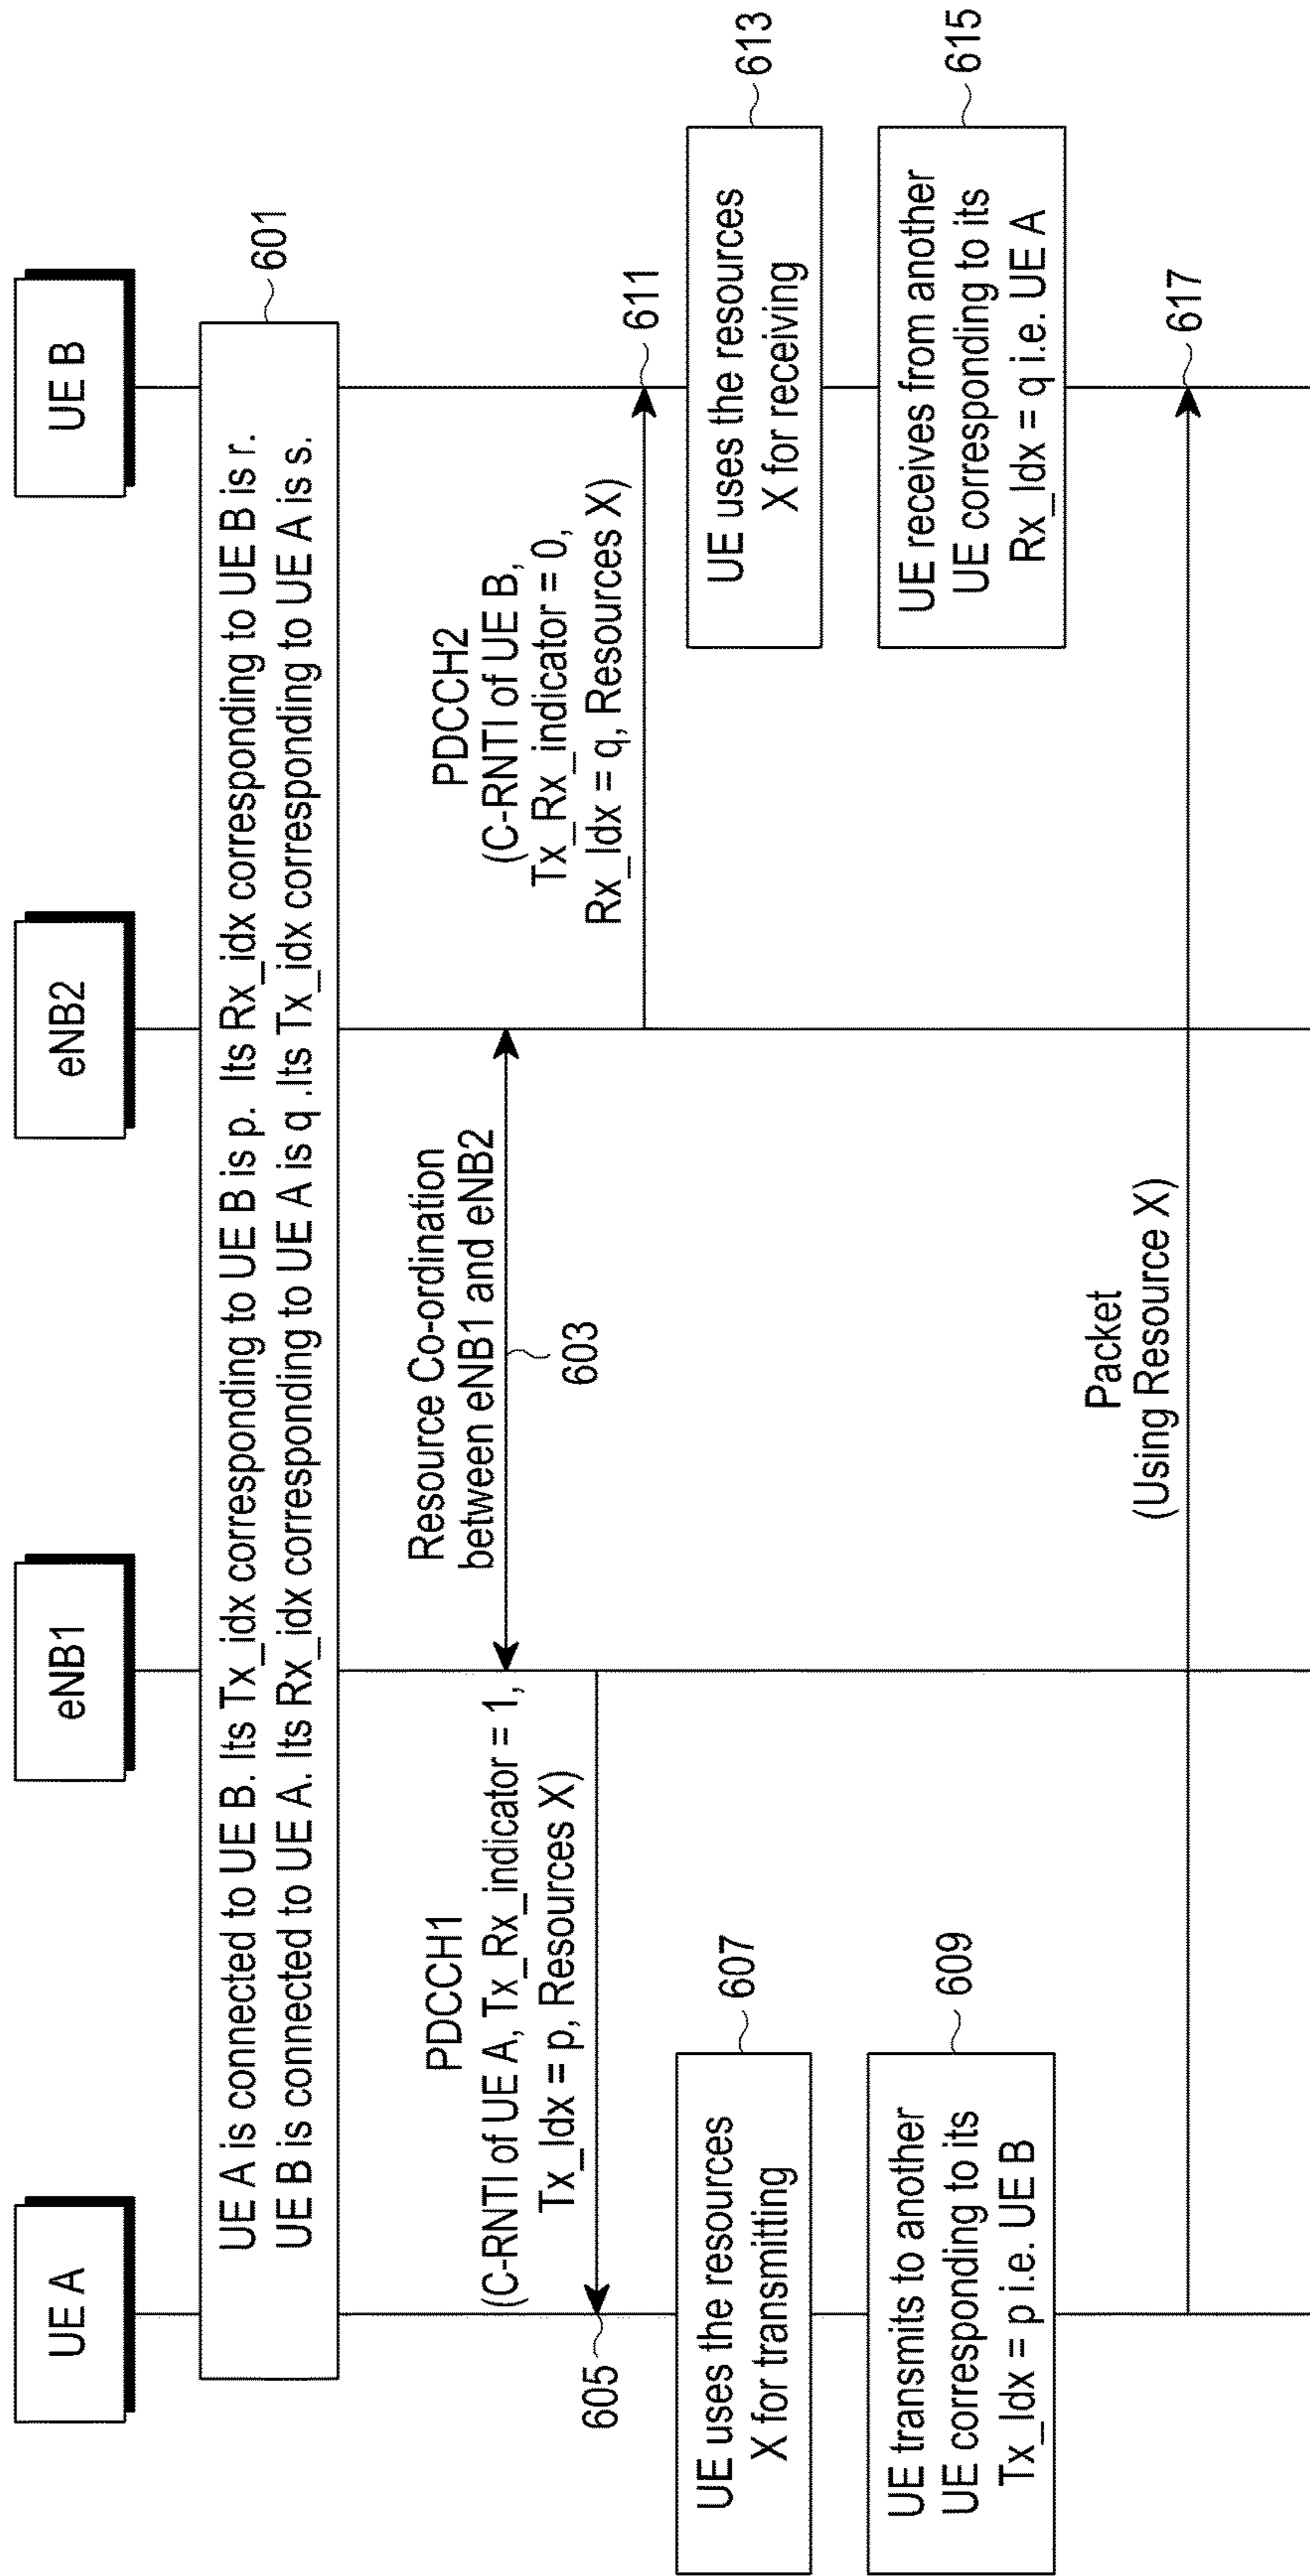 UE A
eNB1
eNB2
UE B
UE A is connected to UE B. Its Tx_idx corresponding to UE B is p. Its Rx_idx corresponding to UE B is r.
UE B is connected to UE A. Its Rx_idx corresponding to UE A is q .Its Tx_idx corresponding to UE A is s.
601
Resource Co-ordination
between eNB1 and eNB2
603
PDCCH1
(C-RNTI of UE A, Tx_Rx_indicator = 1,
Tx_Idx = p, Resources X)
605
UE uses the resources
X for transmitting
607
UE transmits to another
UE corresponding to its
Tx_Idx = p i.e. UE B
609
PDCCH2
(C-RNTI of UE B,
Tx_Rx_indicator = 0,
Rx_Idx = q, Resources X)
611
UE uses the resources
X for receiving
613
UE receives from another
UE corresponding to its
Rx_Idx = q i.e. UE A
615
Packet
(Using Resource X)
617